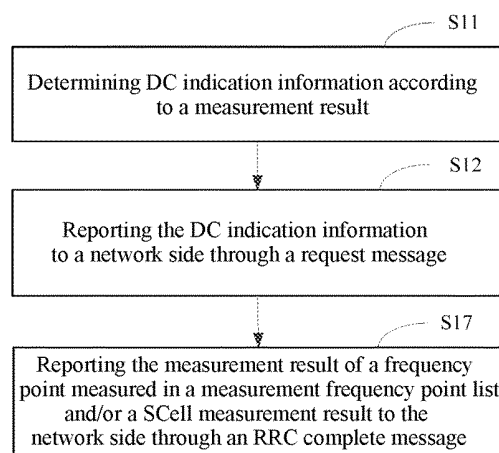 S11
Determining DC indication information according
to a measurement result
S12
Reporting the DC indication information
to a network side through a request message
S17
Reporting the measurement result of a frequency
point measured in a measurement frequency point list
and/or a SCell measurement result to the
network side through an RRC complete message